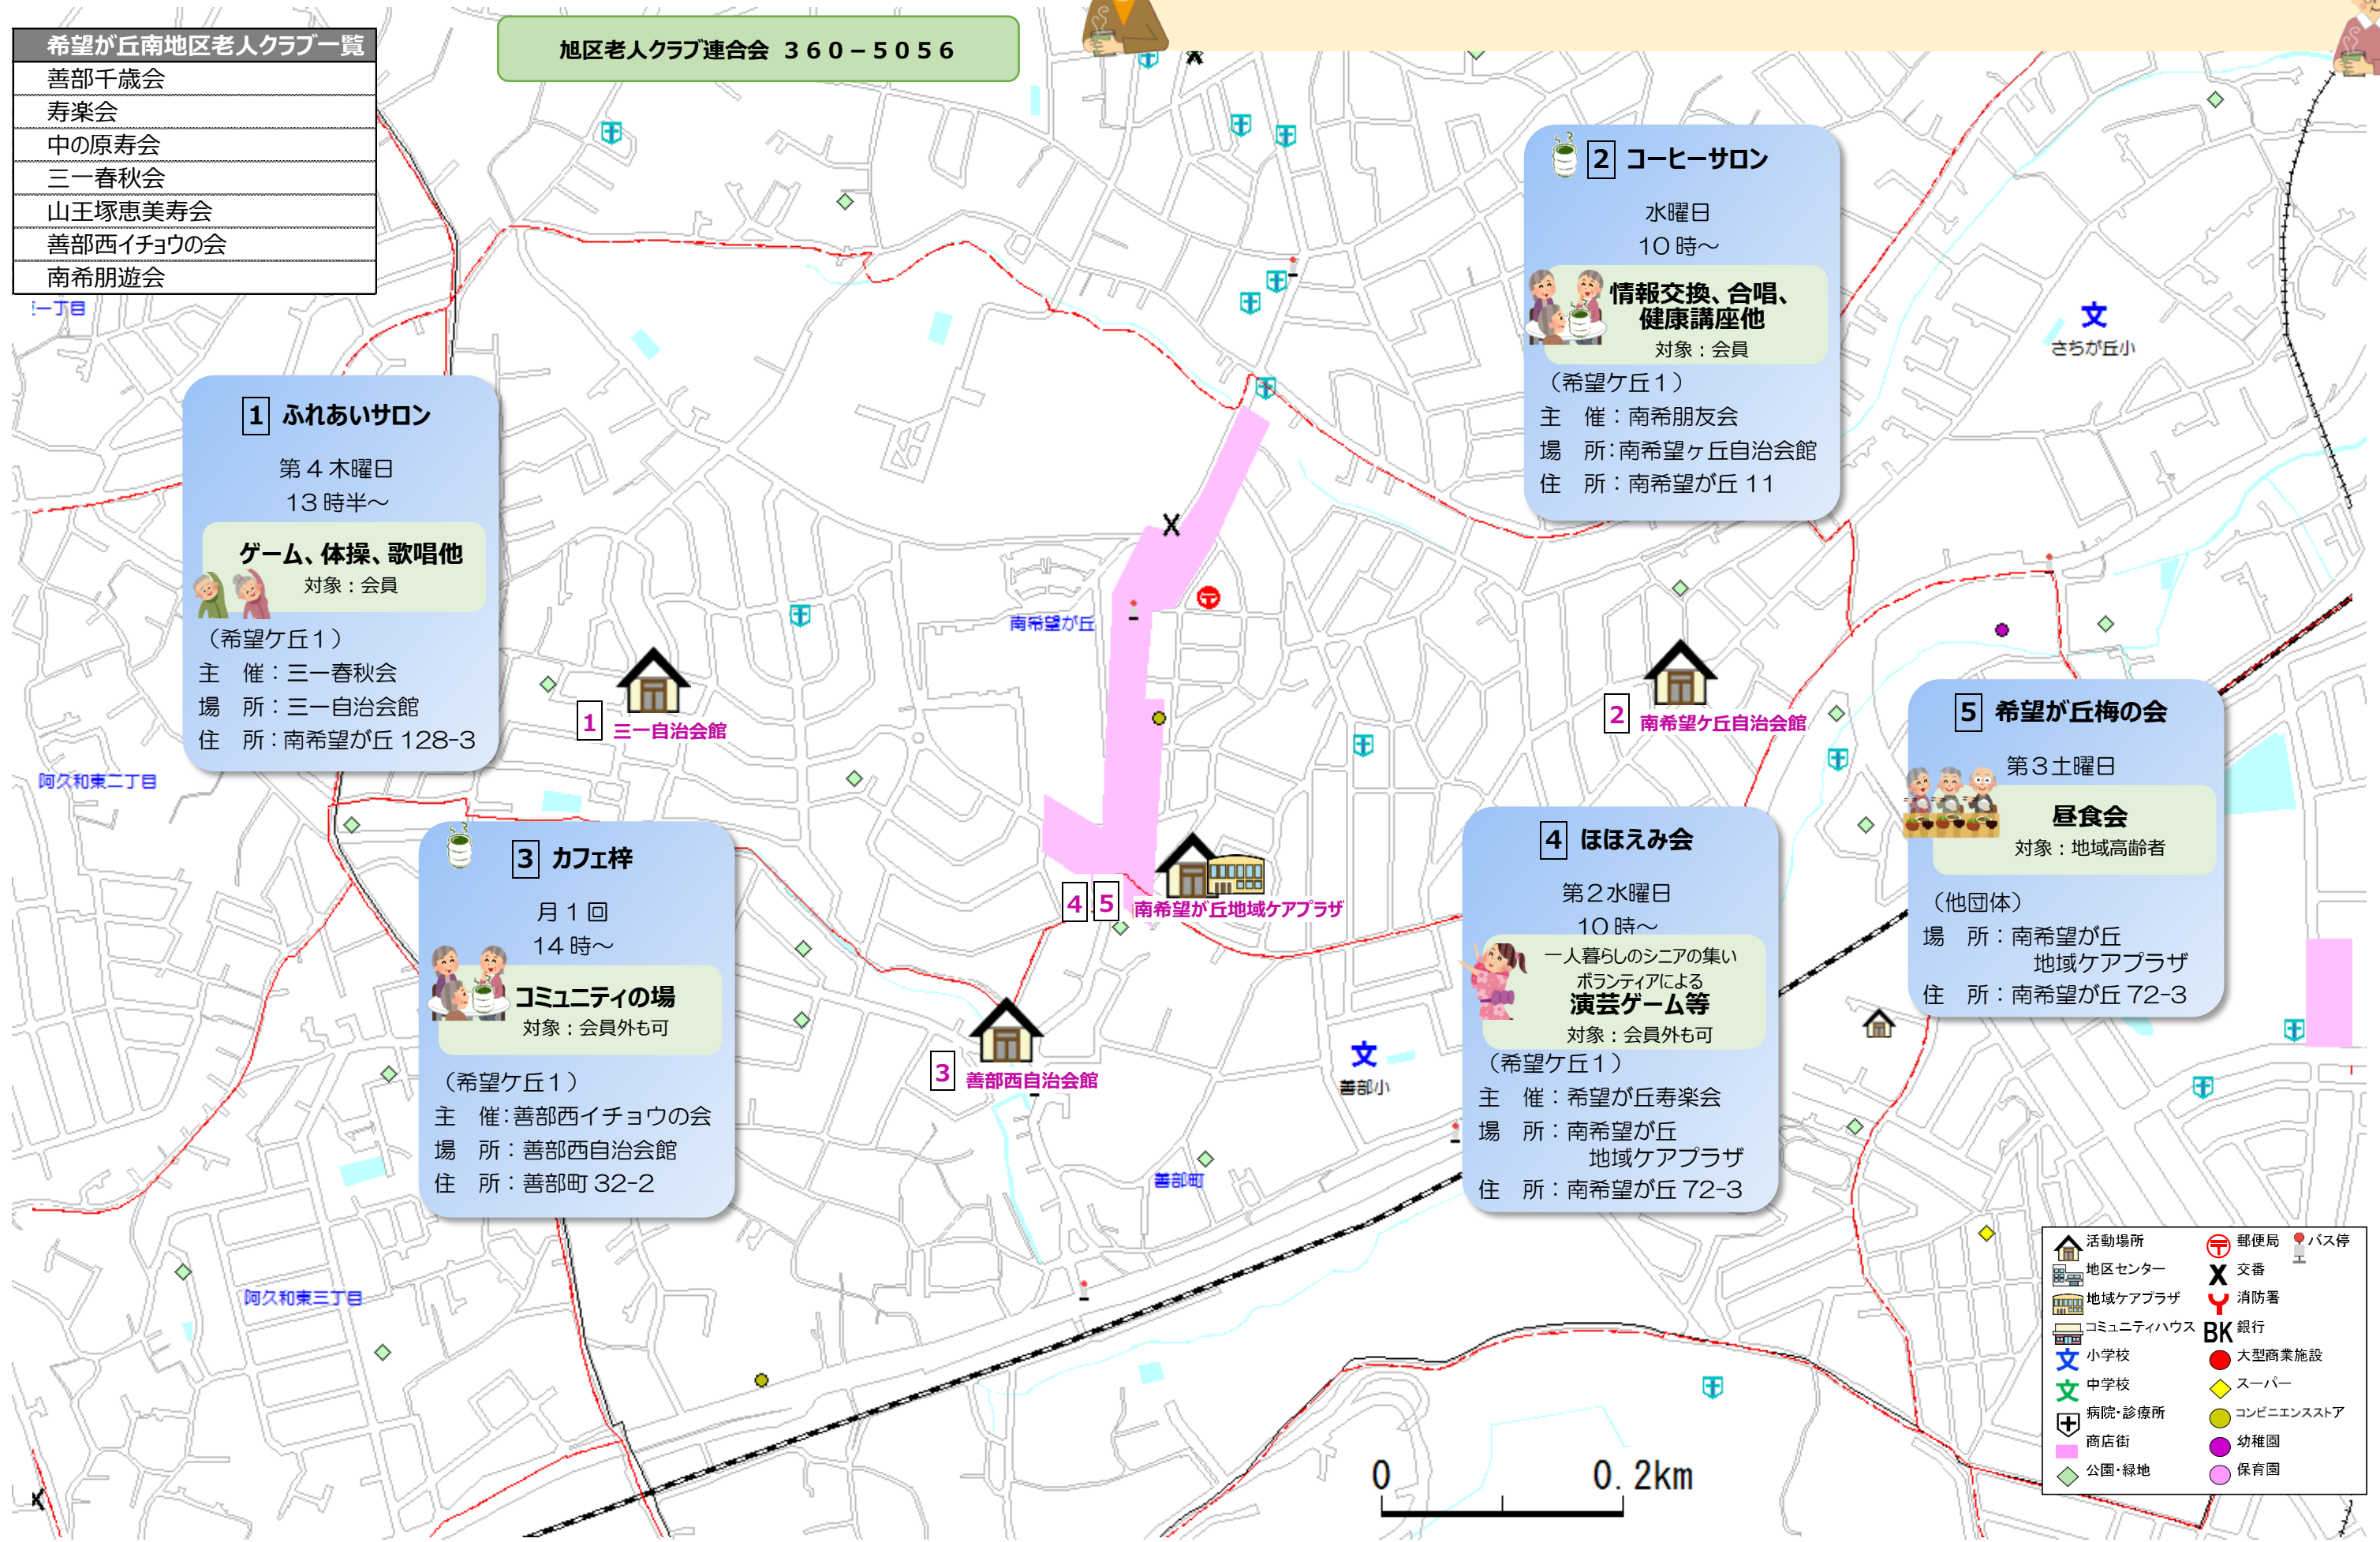 希望が丘南地区老人クラブ一覧
善部千歳会
寿楽会
中の原寿会
三一春秋会
山王塚恵美寿会
善部西イチョウの会
南希朋遊会
旭区老人クラブ連合会 360-5056
一丁目
1 ふれあいサロン
第4木曜日
13時半～
ゲーム、体操、歌唱他
対象：会員
（希望ケ丘1）
主 催：三一春秋会
場 所：三一自治会館
住 所：南希望が丘 128-3
2 コーヒーサロン
水曜日
10時～
情報交換、合唱、
健康講座他
対象：会員
（希望ケ丘1）
主 催：南希朋友会
場 所：南希望ヶ丘自治会館
住 所：南希望が丘 11
文
さちが丘小
南希望が丘
1 三一自治会館
2 南希望ケ丘自治会館
阿久和東二丁目
3 カフェ梓
月1回
14時～
コミュニティの場
対象：会員外も可
（希望ケ丘1）
主 催：善部西イチョウの会
場 所：善部西自治会館
住 所：善部町 32-2
4 5 南希望が丘地域ケアプラザ
3 善部西自治会館
文
善部小
善部町
阿久和東三丁目
4 ほほえみ会
第2水曜日
10時～
一人暮らしのシニアの集い
ボランティアによる
演芸ゲーム等
対象：会員外も可
（希望ケ丘1）
主 催：希望が丘寿楽会
場 所：南希望が丘
地域ケアプラザ
住 所：南希望が丘 72-3
5 希望が丘梅の会
第3土曜日
昼食会
対象：地域高齢者
（他団体）
場 所：南希望が丘
地域ケアプラザ
住 所：南希望が丘 72-3
0 0.2km
活動場所
地区センター
地域ケアプラザ
コミュニティハウス
文 小学校
文 中学校
病院・診療所
商店街
公園・緑地
郵便局
バス停
X 交番
消防署
BK 銀行
大型商業施設
スーパー
コンビニエンスストア
幼稚園
保育園